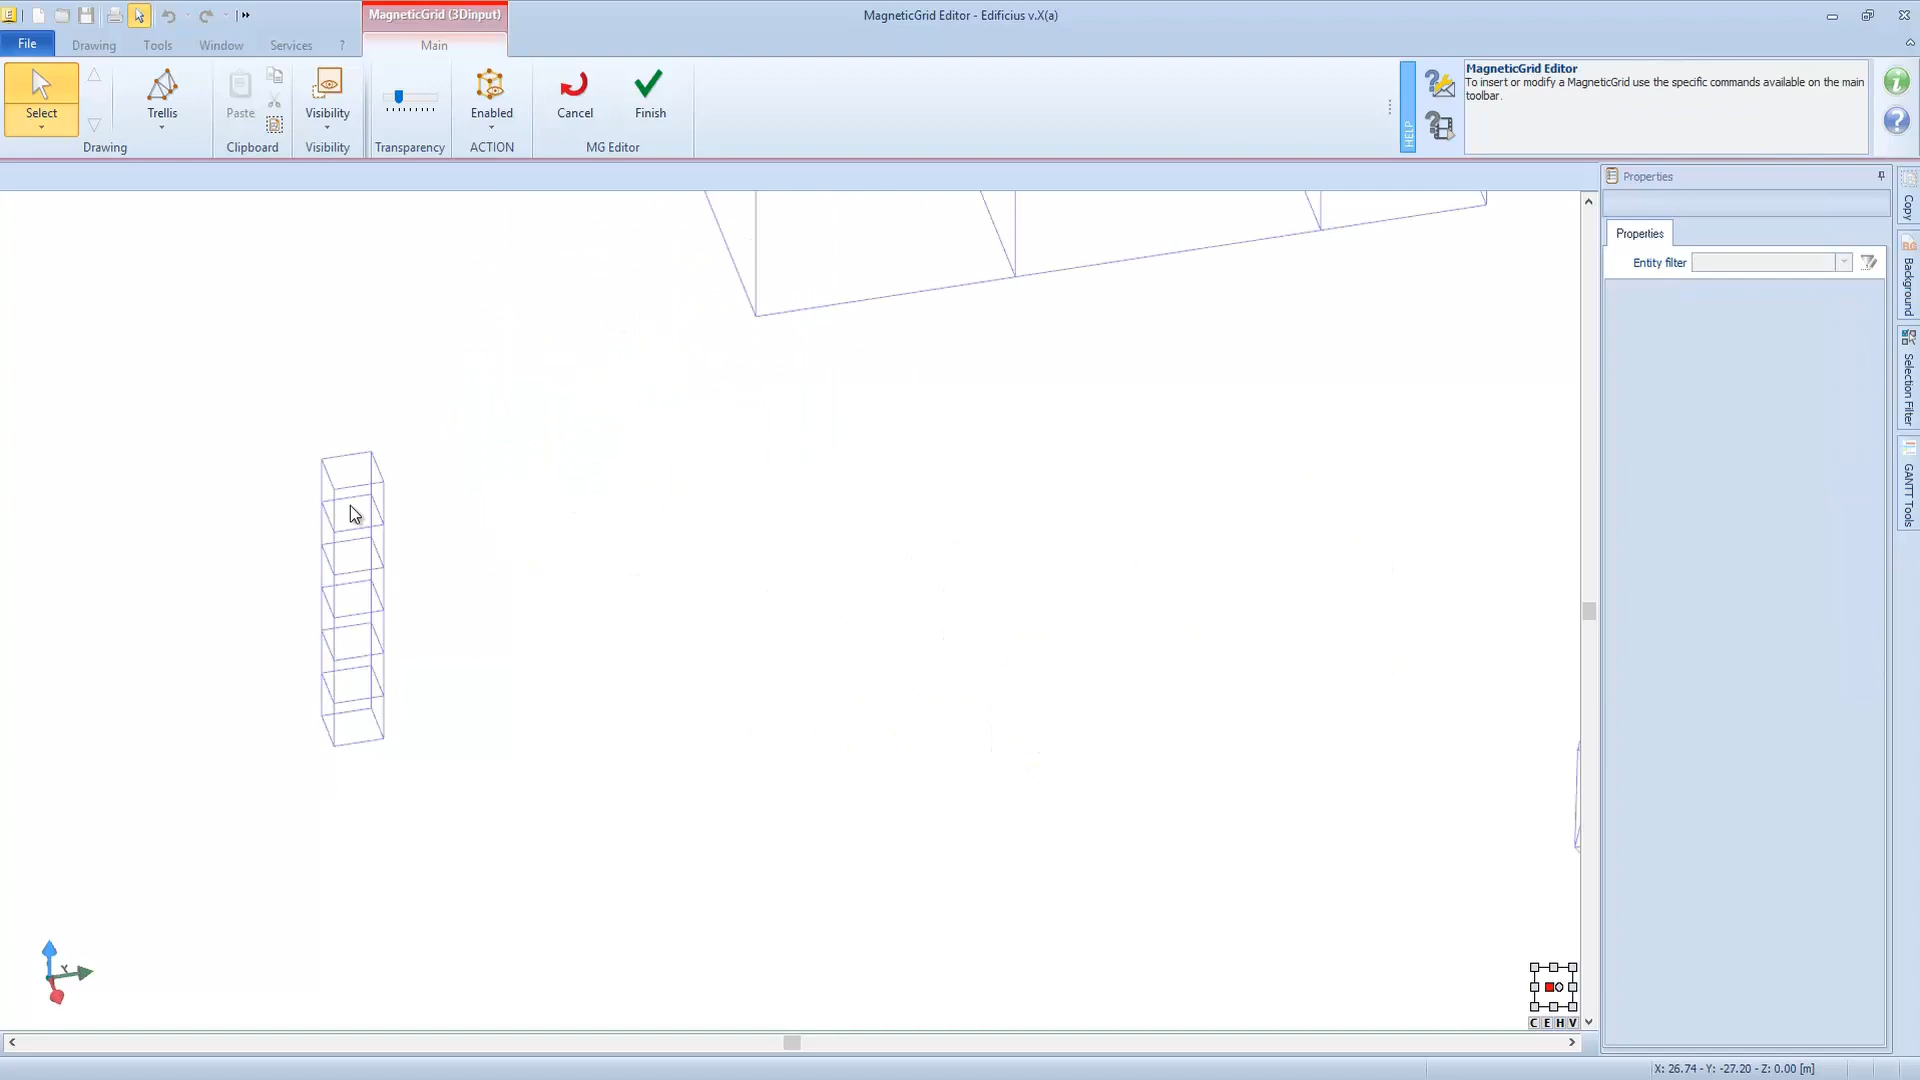 MagneticGrid (3Dinput)
MagneticGrid Editor - Edificius v.X(a)
File
Drawing
Tools
Window
Services
?
Main
Select
Trellis
Paste
Visibility
Enabled
Cancel
Finish
Drawing
Clipboard
Visibility
Transparency
ACTION
MG Editor
HELP
MagneticGrid Editor
To insert or modify a MagneticGrid use the specific commands available on the main
toolbar.
Properties
Properties
Entity filter
Copy
BG
Background
Selection Filter
GANTT Tools
Y
C E H V
X: 26.74 - Y: -27.20 - Z: 0.00 [m]